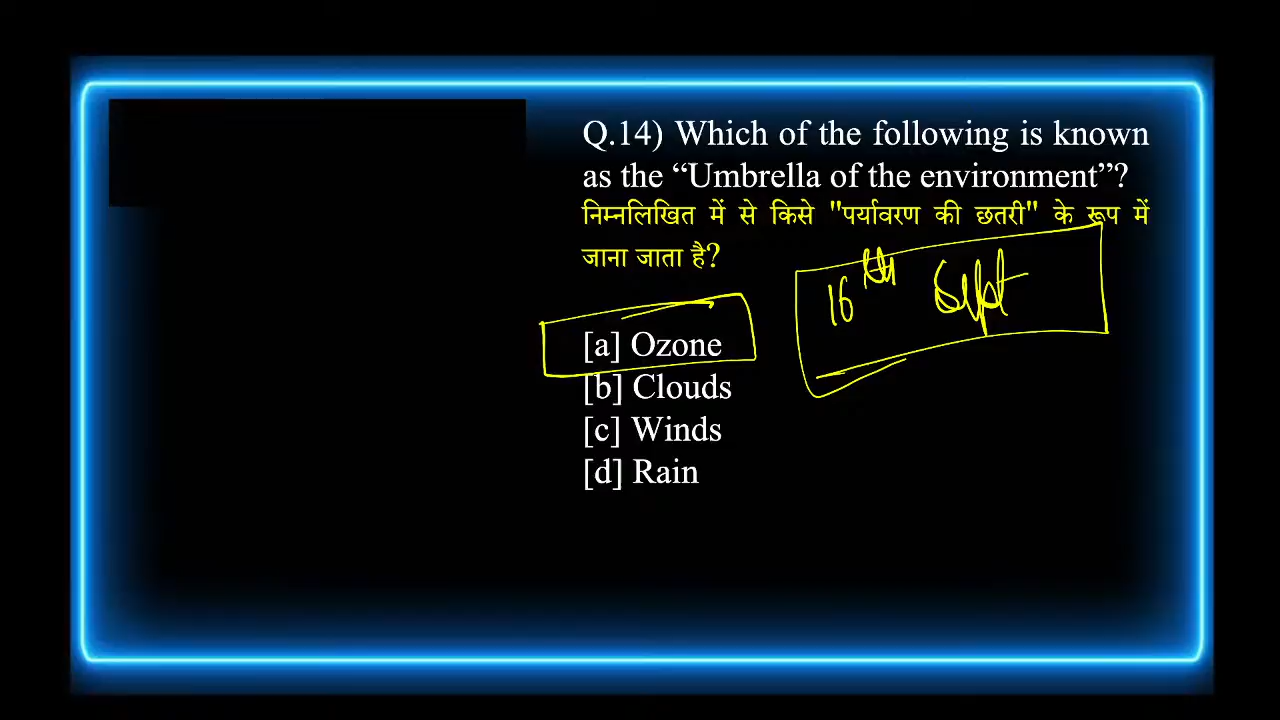 Q.14) Which of the following is known
as the “Umbrella of the environment”?
निम्नलिखित में से किसे "पर्यावरण की छतरी" के रूप में
जाना जाता है?
16th Sept
[a] Ozone
[b] Clouds
[c] Winds
[d] Rain